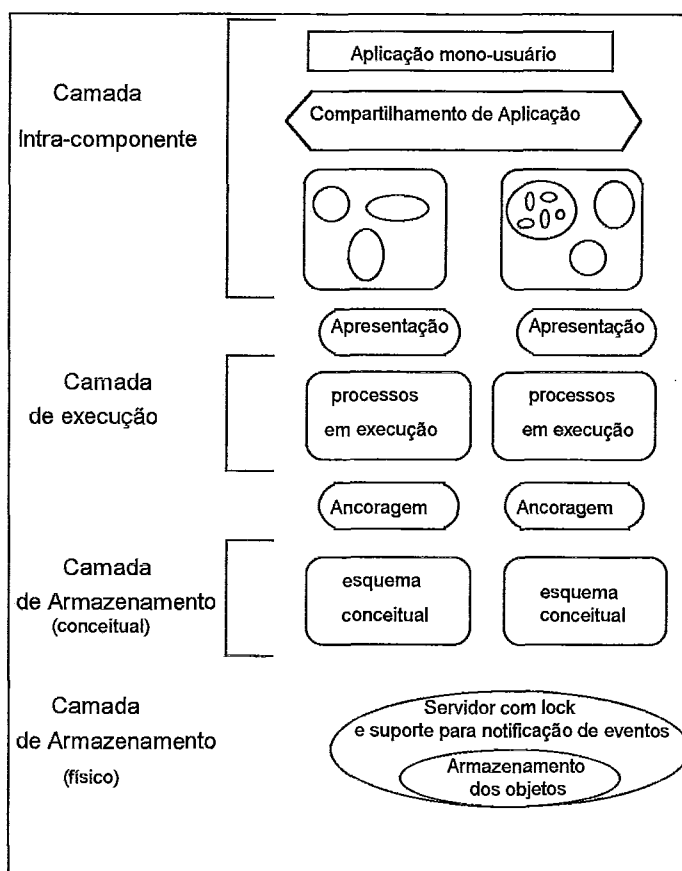 Aplicação mono-usuário
Camada
Intra-componente
Compartilhamento de Aplicação
Apresentação
Apresentação
Camada
de execução
processos
em execução
processos
em execução
Ancoragem
Ancoragem
Camada
de Armazenamento
(conceitual)
esquema
conceitual
esquema
conceitual
Camada
de Armazenamento
(físico)
Servidor com lock
e suporte para notificação de eventos
Armazenamento
dos objetos